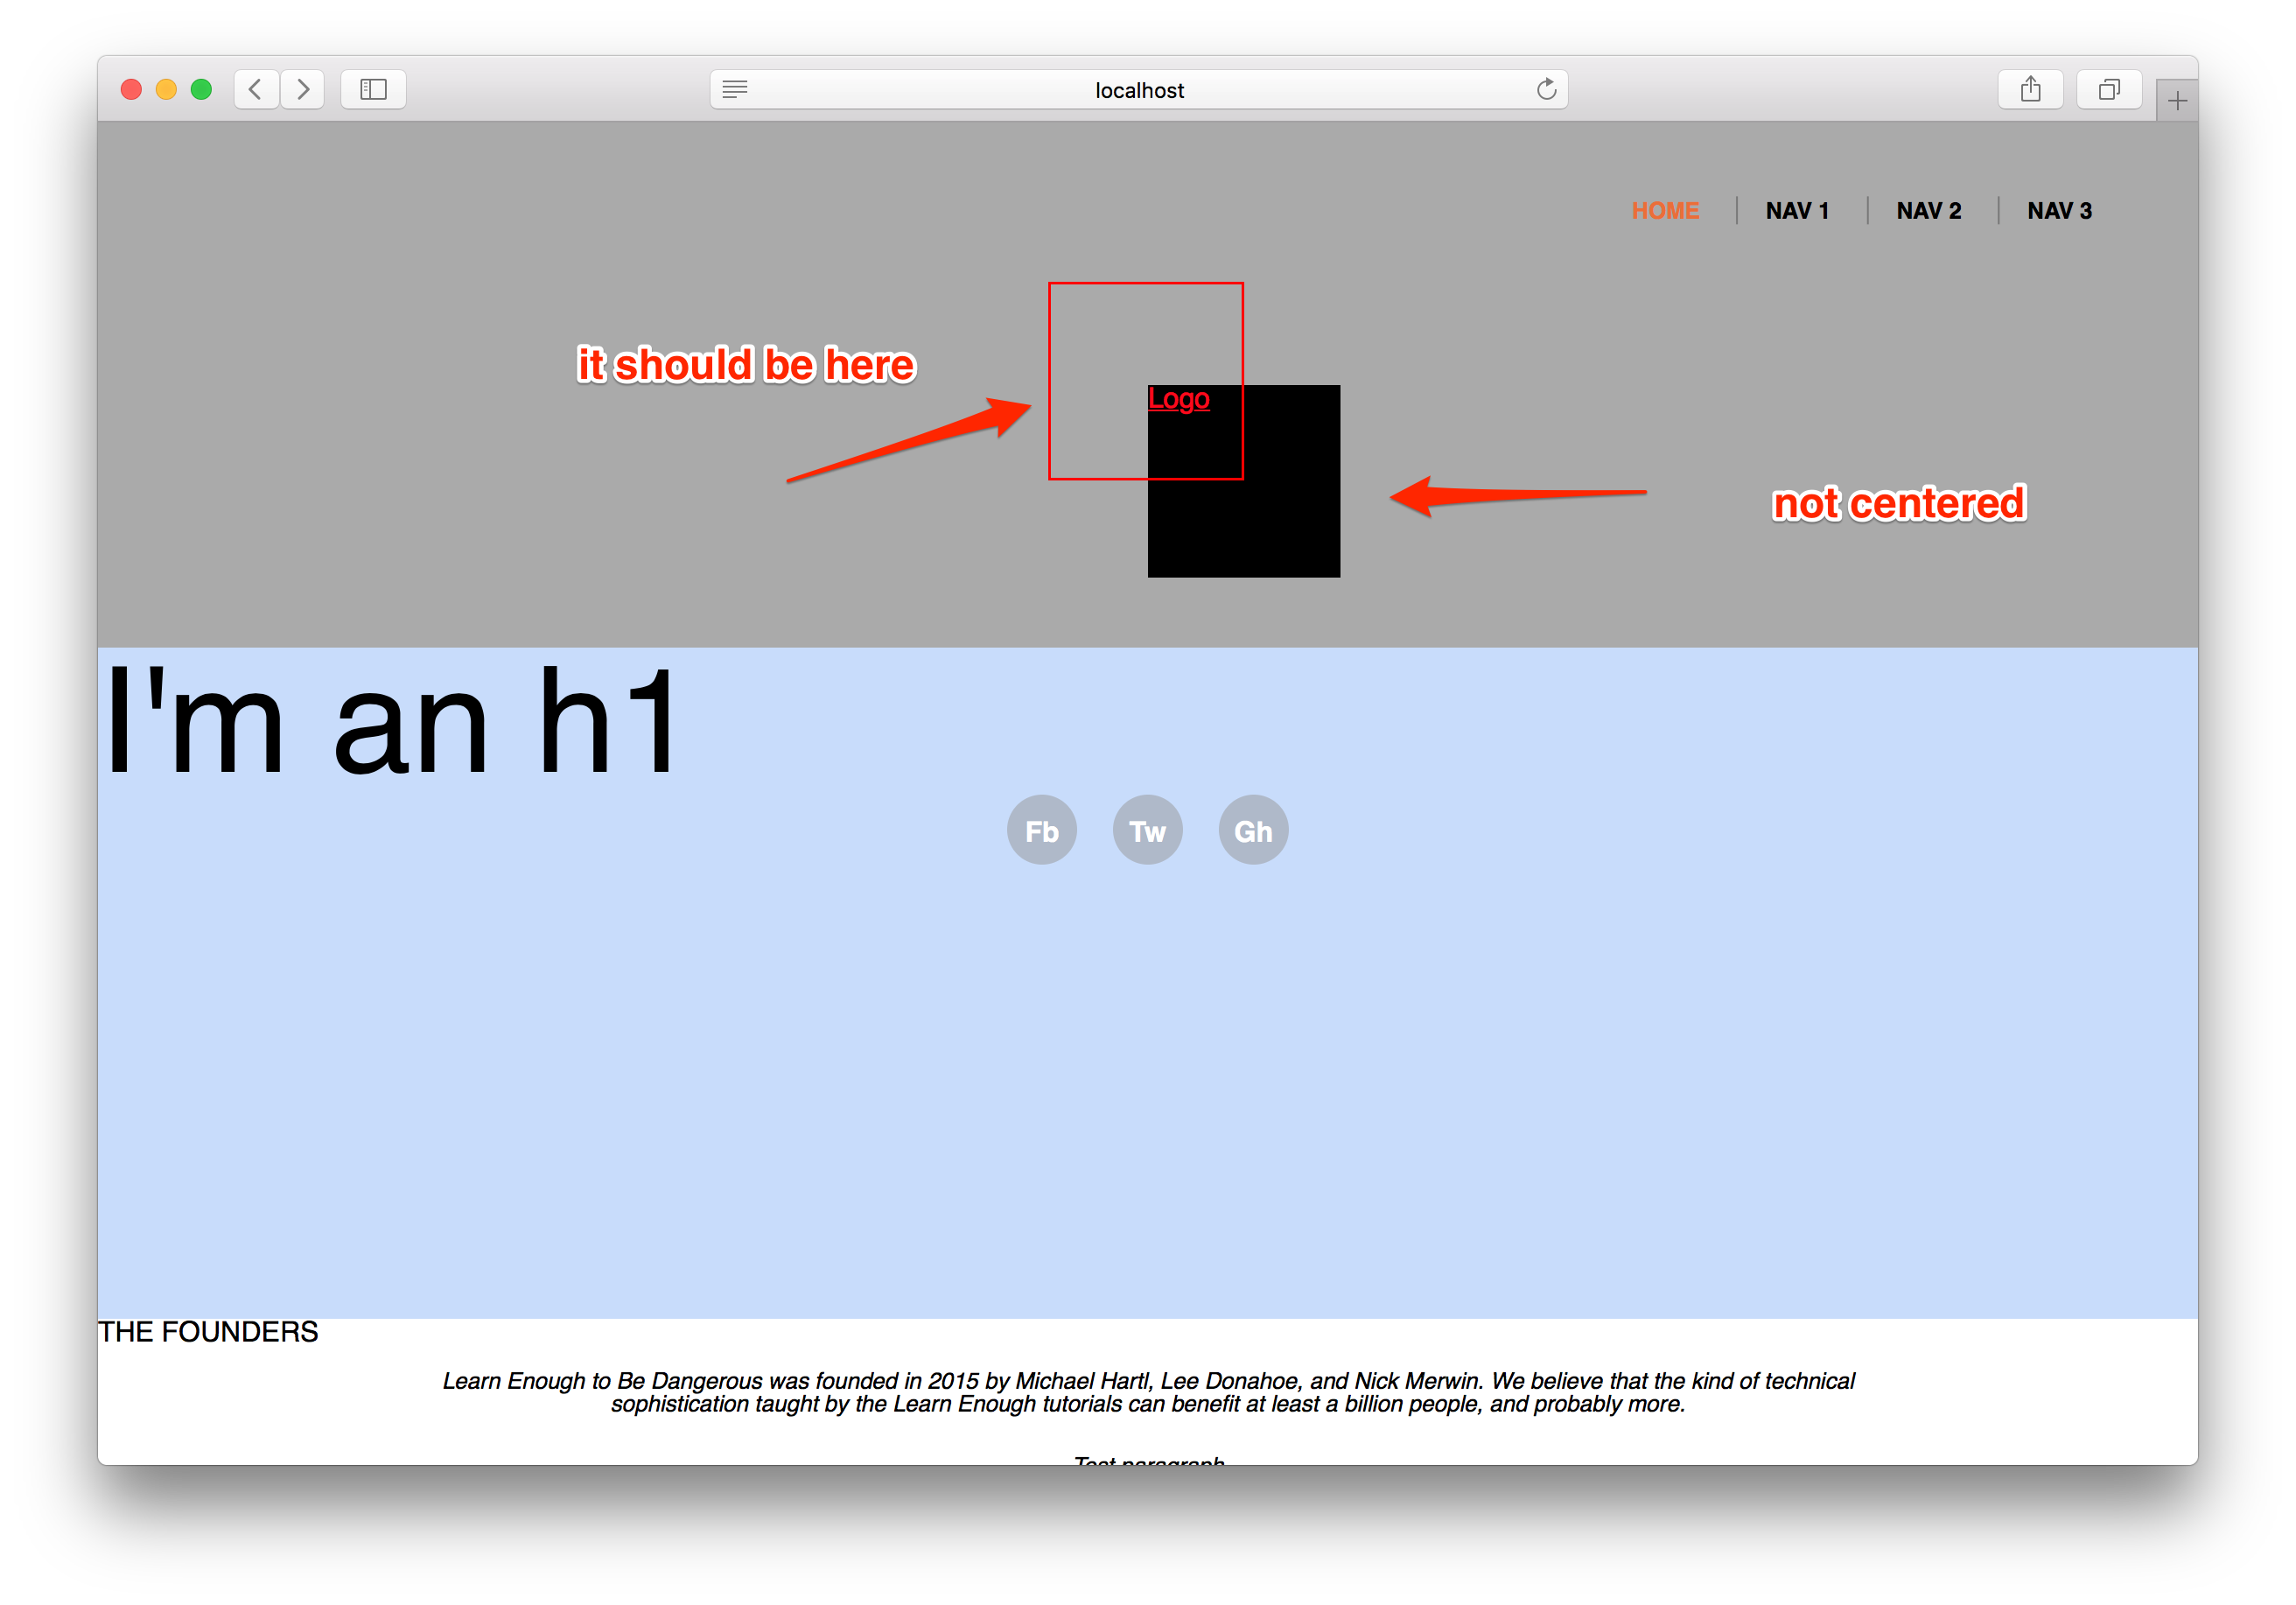 localhost
HOME NAV 1 NAV 2 NAV 3
it should be here
Logo
not centered
I'm an h1
Fb Tw Gh
THE FOUNDERS
Learn Enough to Be Dangerous was founded in 2015 by Michael Hartl, Lee Donahoe, and Nick Merwin. We believe that the kind of technical
sophistication taught by the Learn Enough tutorials can benefit at least a billion people, and probably more.
Test paragraph